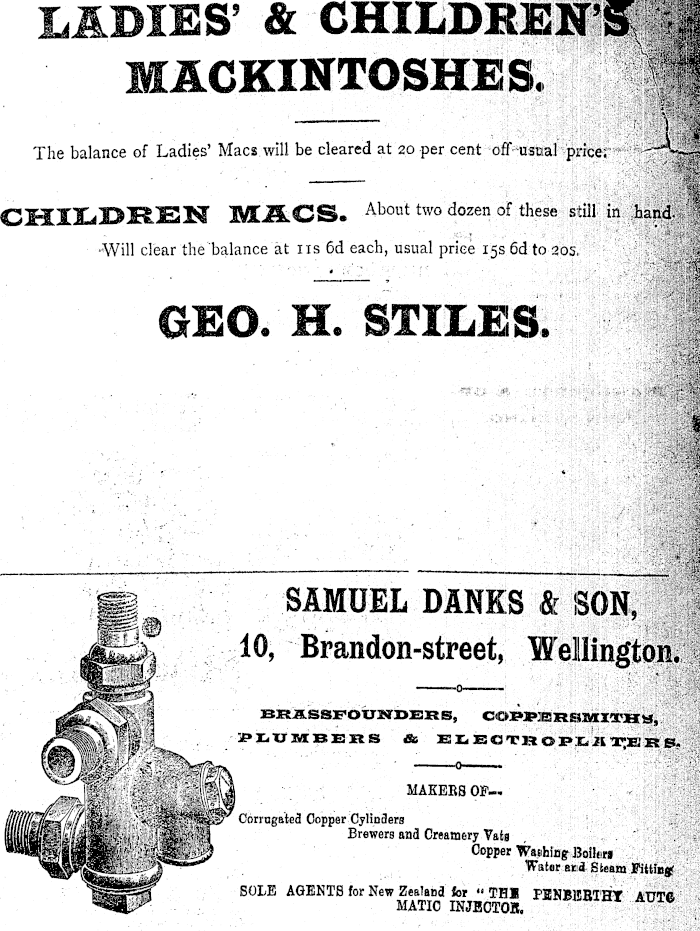 LADIES' & CHILDREN'S
MACKINTOSHES.
The balance of Ladies' Macs will be cleared at 20 per cent off usual price.
CHILDREN MACS. About two dozen of these still in hand.
Will clear the balance at 11s 6d each, usual price 15s 6d to 20s.
GEO. H. STILES.
SAMUEL DANKS & SON,
10, Brandon-street, Wellington.
BRASSFOUNDERS, COPPERSMITHS,
PLUMBERS & ELECTROPLATERS.
MAKERS OF—
Corrugated Copper Cylinders
Brewers and Creamery Vats
Copper Washing Boilers
Water and Steam Fitting
SOLE AGENTS for New Zealand for "THE PENBERTHY AUTO
MATIC INJECTOR.